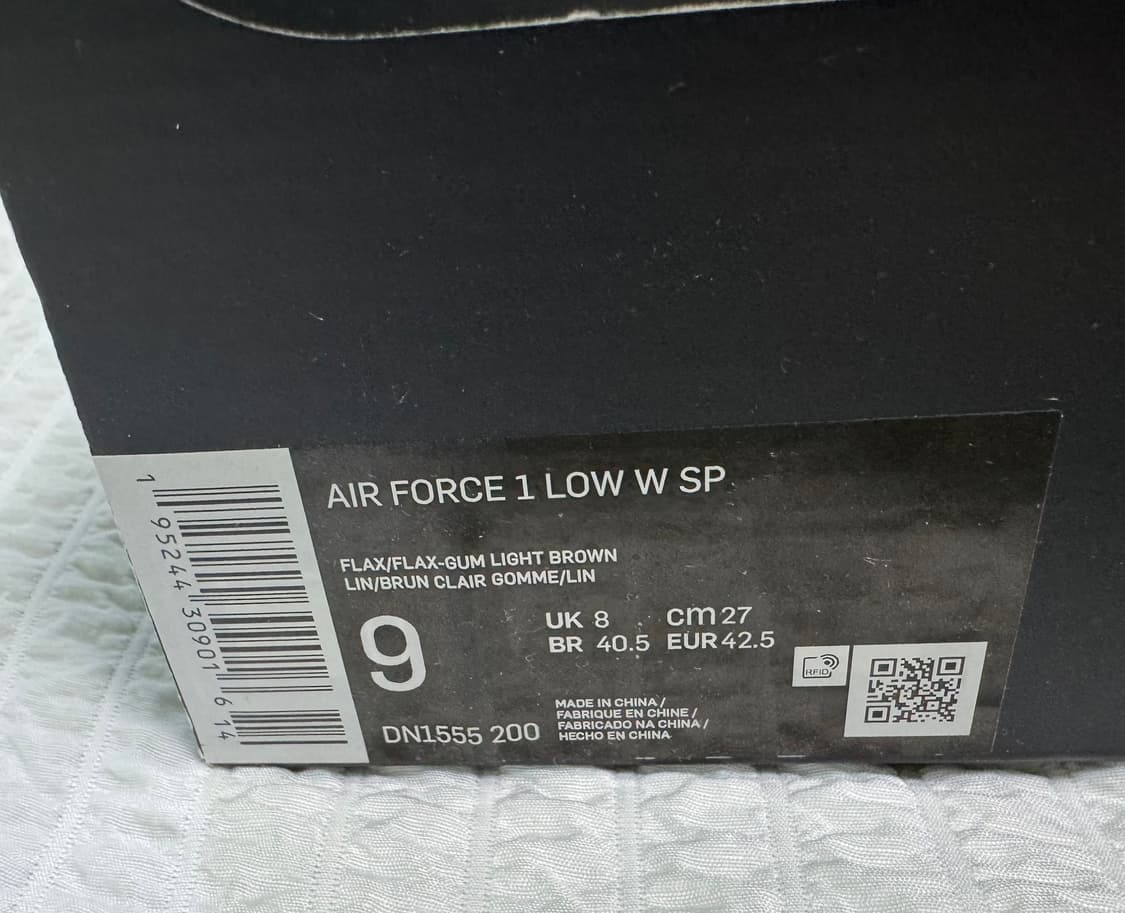 AIR FORCE 1 LOW W SP
FLAX/FLAX-GUM LIGHT BROWN
LIN/BRUN CLAIR GOMME/LIN
9
UK 8 cm 27
BR 40.5 EUR 42.5
RFID
DN1555 200
MADE IN CHINA /
FABRIQUE EN CHINE /
FABRICADO NA CHINA /
HECHO EN CHINA
1 95244 30901 6 14